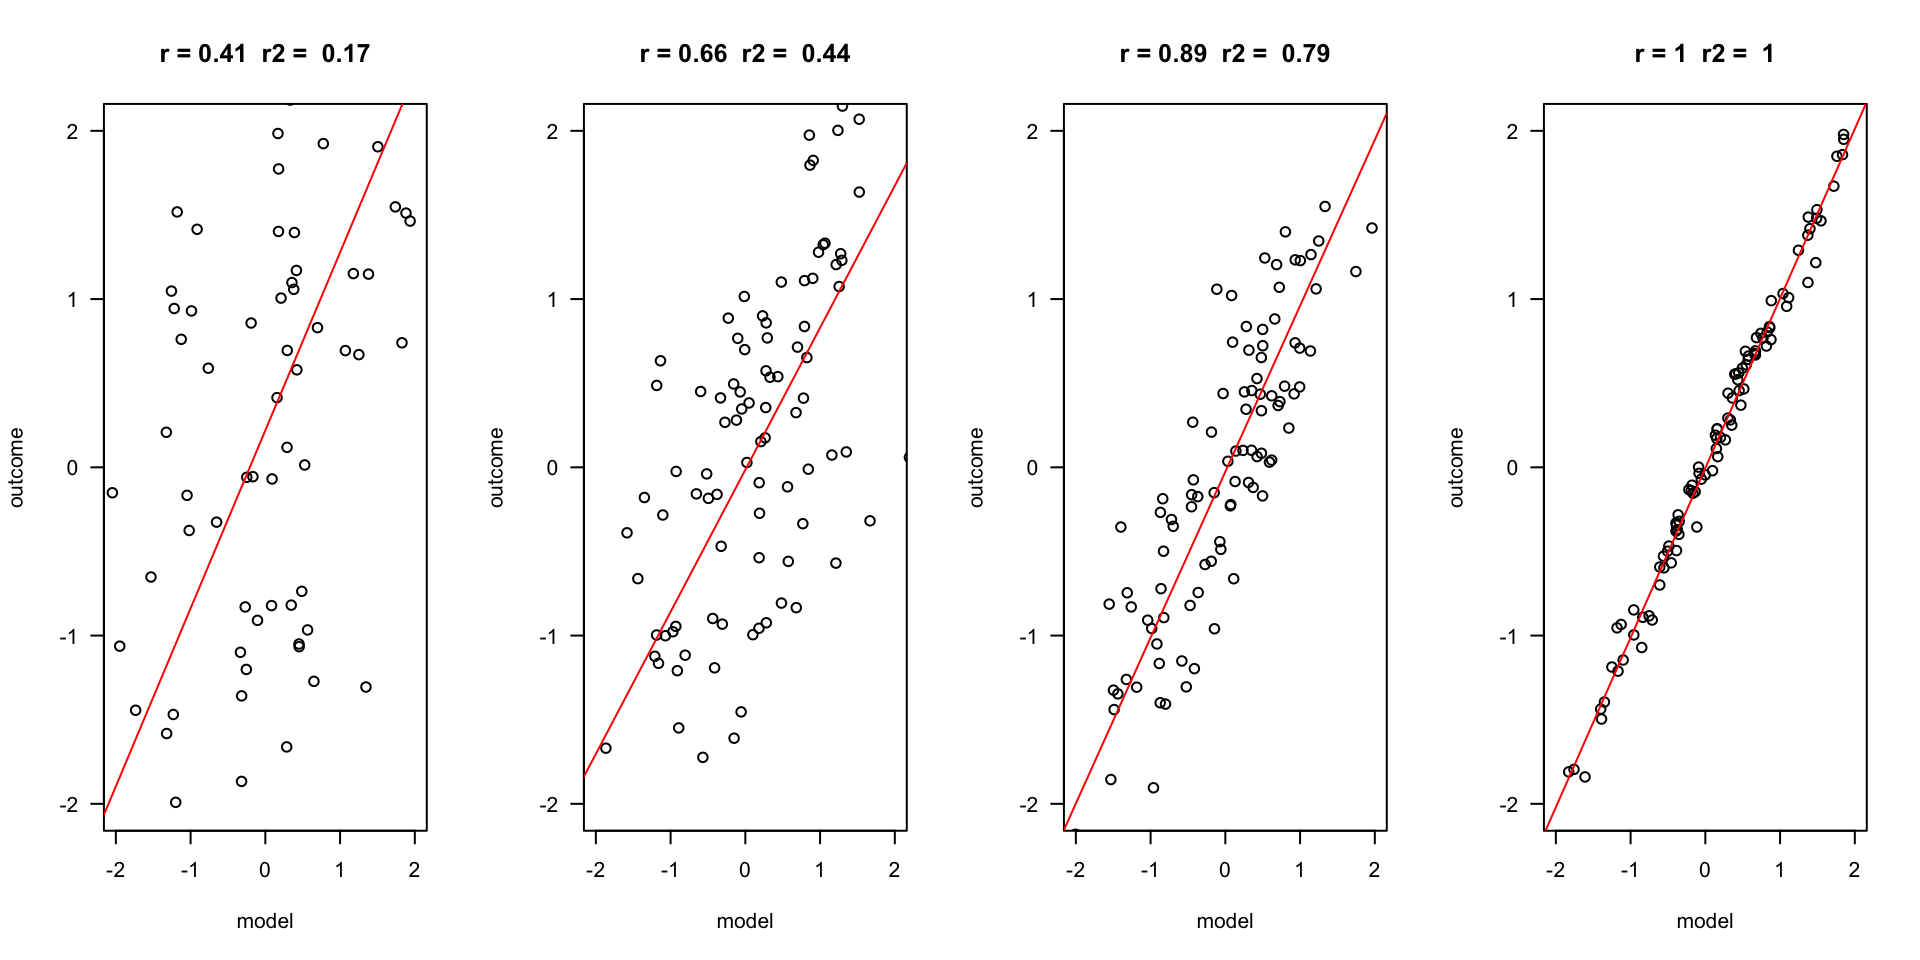 r = 0.41  r2 =  0.17
outcome
2
1
0
-1
-2
-2 -1 0 1 2
model
r = 0.66  r2 =  0.44
outcome
2
1
0
-1
-2
-2 -1 0 1 2
model
r = 0.89  r2 =  0.79
outcome
2
1
0
-1
-2
-2 -1 0 1 2
model
r = 1  r2 =  1
outcome
2
1
0
-1
-2
-2 -1 0 1 2
model